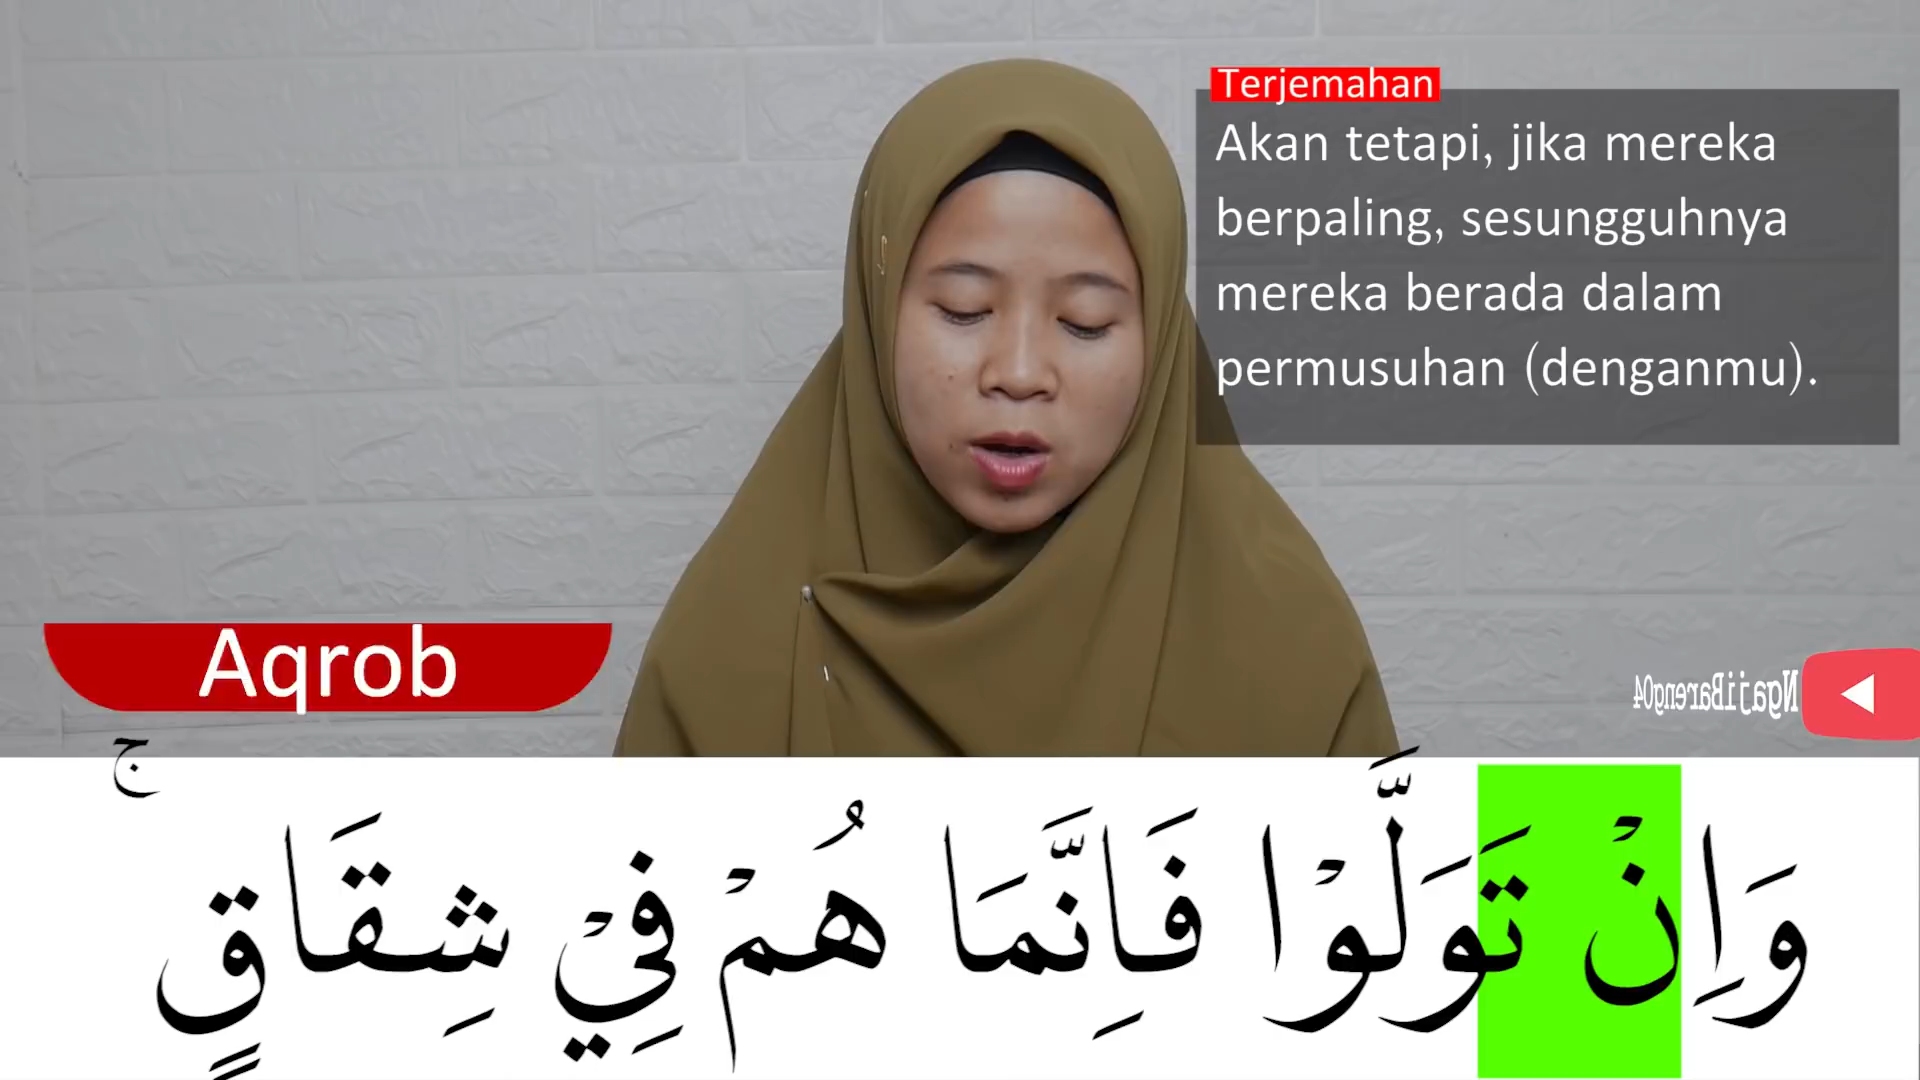 Terjemahan
Akan tetapi, jika mereka
berpaling, sesungguhnya
mereka berada dalam
permusuhan (denganmu).
Aqrob
NgajiBareng04
وَاِنْ تَوَلَّوْا فَاِنَّمَا هُمْ فِيْ شِقَاقٍۚ